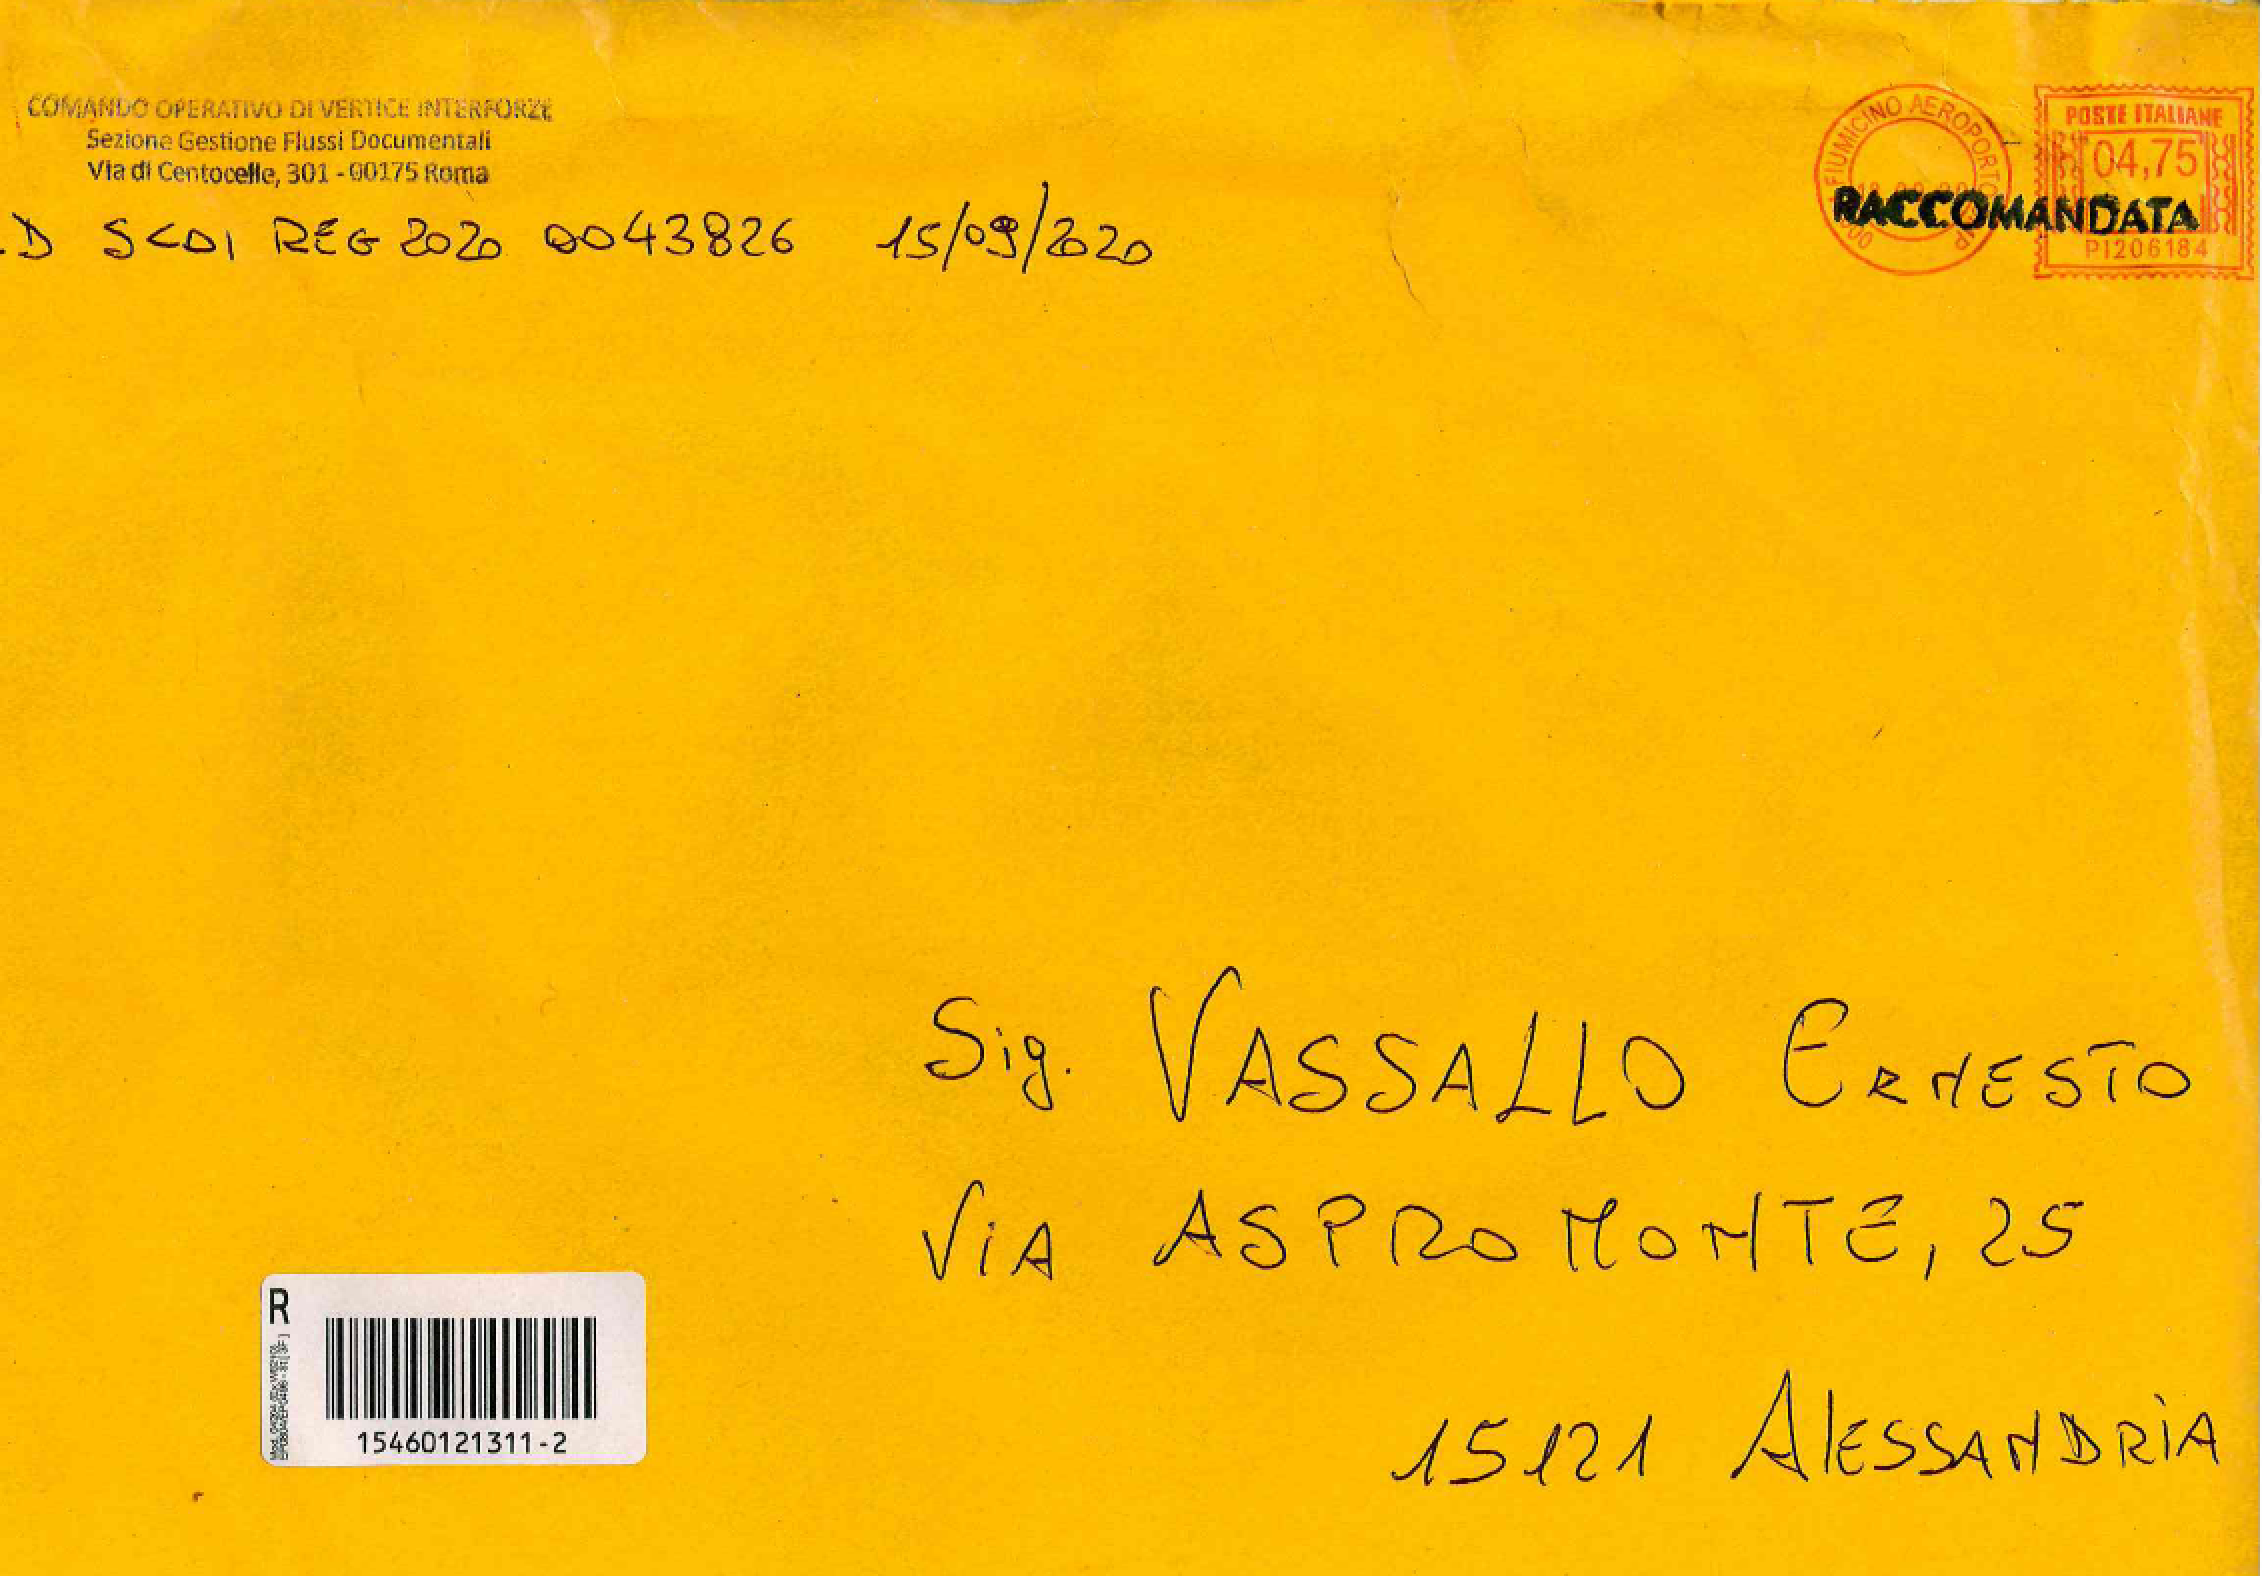 COMANDO OPERATIVO DI VERTICE INTERFORZE
Sezione Gestione Flussi Documentali
Via di Centocelle, 301 - 00175 Roma
.D SCDI REG 2020 0043826 15/09/2020
FIUMICINO AEROPORTO
POSTE ITALIANE
04,75
RACCOMANDATA
PI206184
Sig. VASSALLO ERNESTO
VIA ASPROMONTE, 25
15121 ALESSANDRIA
R
15460121311-2